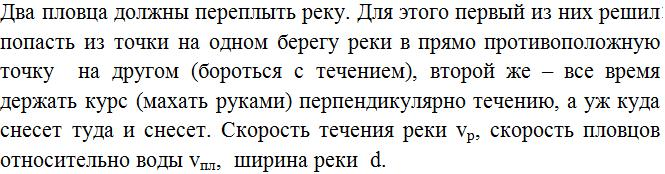 Два пловца должны переплыть реку. Для этого первый из них решил
попасть из точки на одном берегу реки в прямо противоположную
точку на другом (бороться с течением), второй же – все время
держать курс (махать руками) перпендикулярно течению, а уж куда
снесет туда и снесет. Скорость течения реки vр, скорость пловцов
относительно воды vпл, ширина реки d.